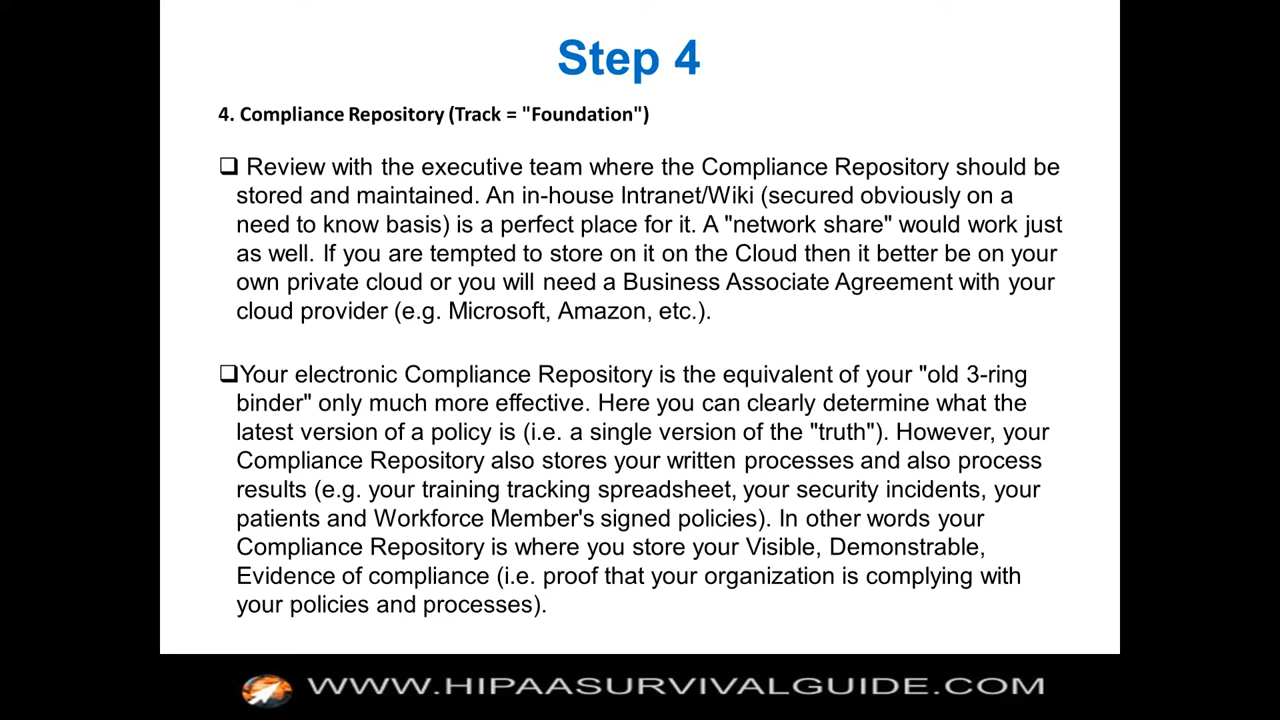 Step 4
4. Compliance Repository (Track = "Foundation")
❑ Review with the executive team where the Compliance Repository should be
stored and maintained. An in-house Intranet/Wiki (secured obviously on a
need to know basis) is a perfect place for it. A "network share" would work just
as well. If you are tempted to store on it on the Cloud then it better be on your
own private cloud or you will need a Business Associate Agreement with your
cloud provider (e.g. Microsoft, Amazon, etc.).
❑Your electronic Compliance Repository is the equivalent of your "old 3-ring
binder" only much more effective. Here you can clearly determine what the
latest version of a policy is (i.e. a single version of the "truth"). However, your
Compliance Repository also stores your written processes and also process
results (e.g. your training tracking spreadsheet, your security incidents, your
patients and Workforce Member's signed policies). In other words your
Compliance Repository is where you store your Visible, Demonstrable,
Evidence of compliance (i.e. proof that your organization is complying with
your policies and processes).
WWW.HIPAASURVIVALGUIDE.COM